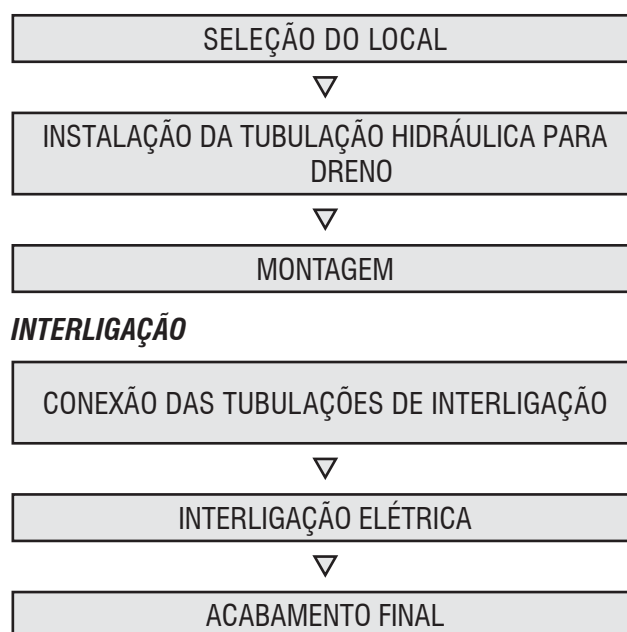 SELEÇÃO DO LOCAL
INSTALAÇÃO DA TUBULAÇÃO HIDRÁULICA PARA
DRENO
MONTAGEM
INTERLIGAÇÃO
CONEXÃO DAS TUBULAÇÕES DE INTERLIGAÇÃO
INTERLIGAÇÃO ELÉTRICA
ACABAMENTO FINAL